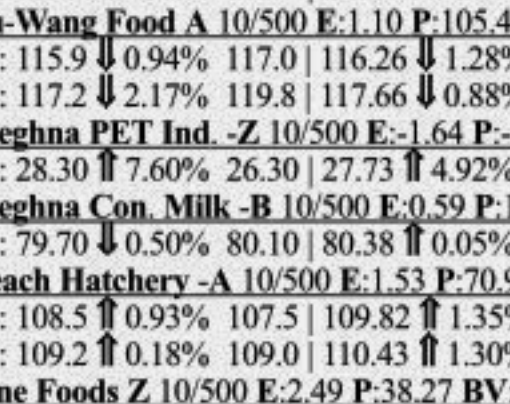 -Wang Food A 10/500 E:1.10 P:105.4
: 115.9 ⇓ 0.94% 117.0 | 116.26 ⇓ 1.28%
: 117.2 ⇓ 2.17% 119.8 | 117.66 ⇓ 0.88%
eghna PET Ind. -Z 10/500 E:-1.64 P:-
: 28.30 ⇑ 7.60% 26.30 | 27.73 ⇑ 4.92%
eghna Con. Milk -B 10/500 E:0.59 P:1
: 79.70 ⇓ 0.50% 80.10 | 80.38 ⇑ 0.05%
each Hatchery -A 10/500 E:1.53 P:70.9
: 108.5 ⇑ 0.93% 107.5 | 109.82 ⇑ 1.35%
: 109.2 ⇑ 0.18% 109.0 | 110.43 ⇑ 1.30%
ne Foods Z 10/500 E:2.49 P:38.27 BV: